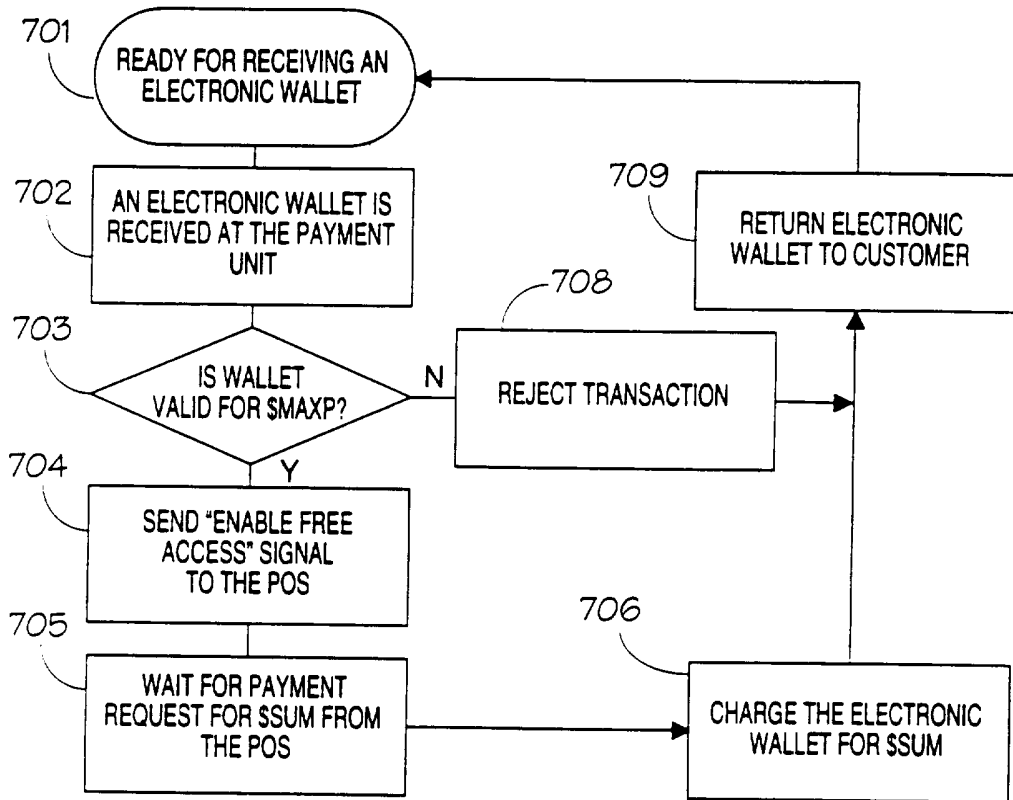 701
READY FOR RECEIVING AN
ELECTRONIC WALLET
702
AN ELECTRONIC WALLET IS
RECEIVED AT THE PAYMENT
UNIT
703
IS WALLET
VALID FOR $MAXP?
N
708
REJECT TRANSACTION
709
RETURN ELECTRONIC
WALLET TO CUSTOMER
Y
704
SEND “ENABLE FREE
ACCESS” SIGNAL
TO THE POS
705
WAIT FOR PAYMENT
REQUEST FOR $SUM FROM
THE POS
706
CHARGE THE ELECTRONIC
WALLET FOR $SUM